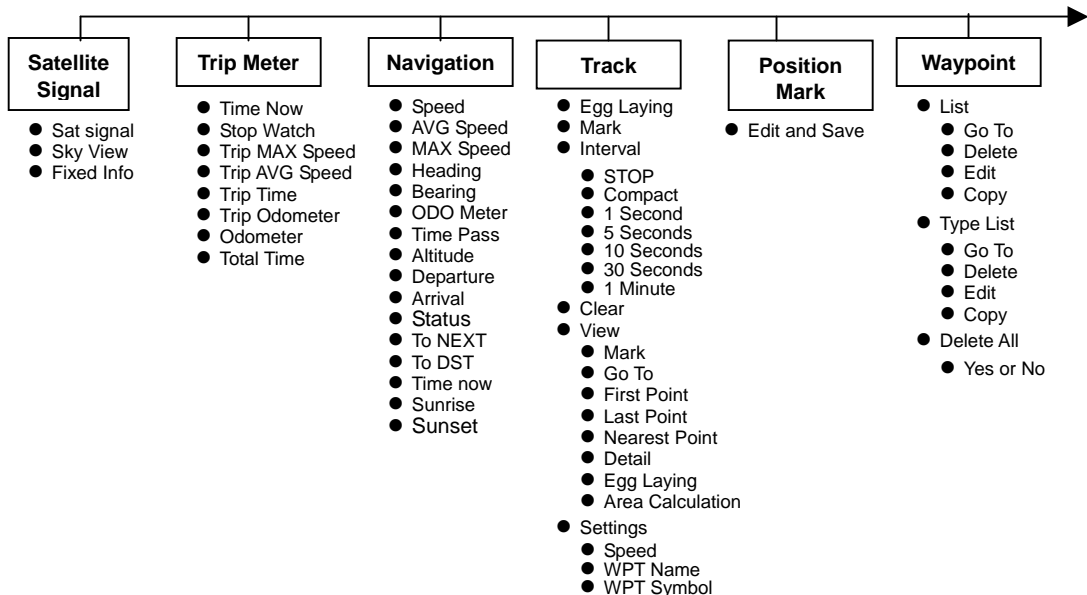 Satellite
Signal
● Sat signal
● Sky View
● Fixed Info
Trip Meter
● Time Now
● Stop Watch
● Trip MAX Speed
● Trip AVG Speed
● Trip Time
● Trip Odometer
● Odometer
● Total Time
Navigation
● Speed
● AVG Speed
● MAX Speed
● Heading
● Bearing
● ODO Meter
● Time Pass
● Altitude
● Departure
● Arrival
● Status
● To NEXT
● To DST
● Time now
● Sunrise
● Sunset
Track
● Egg Laying
● Mark
● Interval
● STOP
● Compact
● 1 Second
● 5 Seconds
● 10 Seconds
● 30 Seconds
● 1 Minute
● Clear
● View
● Mark
● Go To
● First Point
● Last Point
● Nearest Point
● Detail
● Egg Laying
● Area Calculation
● Settings
● Speed
● WPT Name
● WPT Symbol
Position
Mark
● Edit and Save
Waypoint
● List
● Go To
● Delete
● Edit
● Copy
● Type List
● Go To
● Delete
● Edit
● Copy
● Delete All
● Yes or No